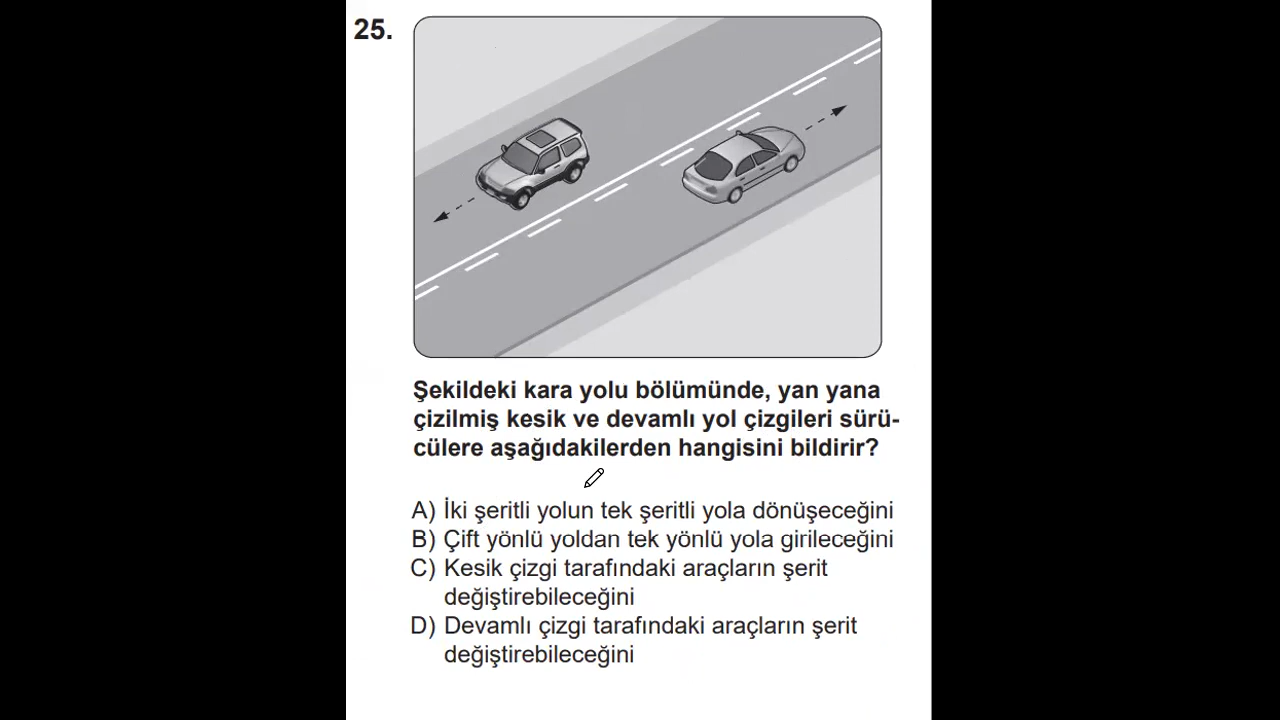 25.
Şekildeki kara yolu bölümünde, yan yana
çizilmiş kesik ve devamlı yol çizgileri sürü-
cülere aşağıdakilerden hangisini bildirir?
A) İki şeritli yolun tek şeritli yola dönüşeceğini
B) Çift yönlü yoldan tek yönlü yola girileceğini
C) Kesik çizgi tarafındaki araçların şerit
değiştirebileceğini
D) Devamlı çizgi tarafındaki araçların şerit
değiştirebileceğini